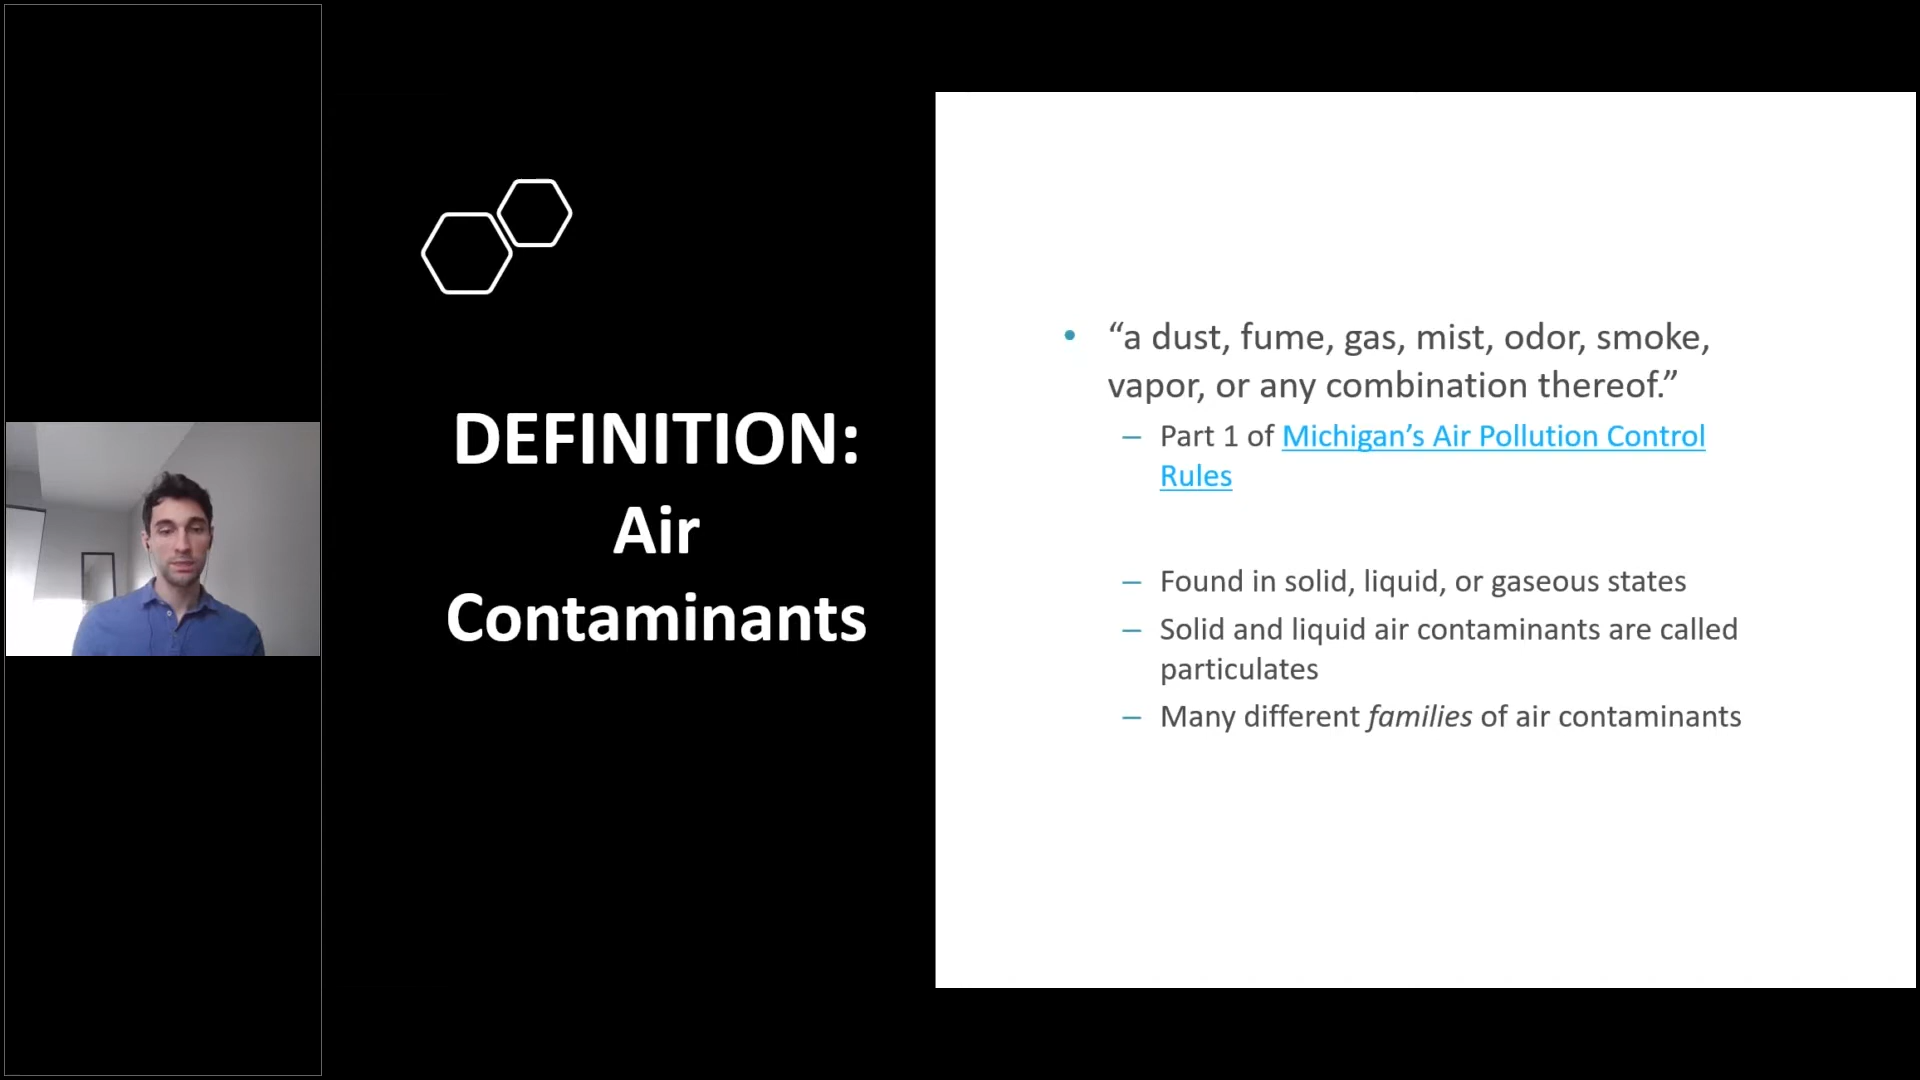 DEFINITION:
Air
Contaminants
• “a dust, fume, gas, mist, odor, smoke,
vapor, or any combination thereof.”
– Part 1 of Michigan’s Air Pollution Control
Rules
– Found in solid, liquid, or gaseous states
– Solid and liquid air contaminants are called
particulates
– Many different families of air contaminants